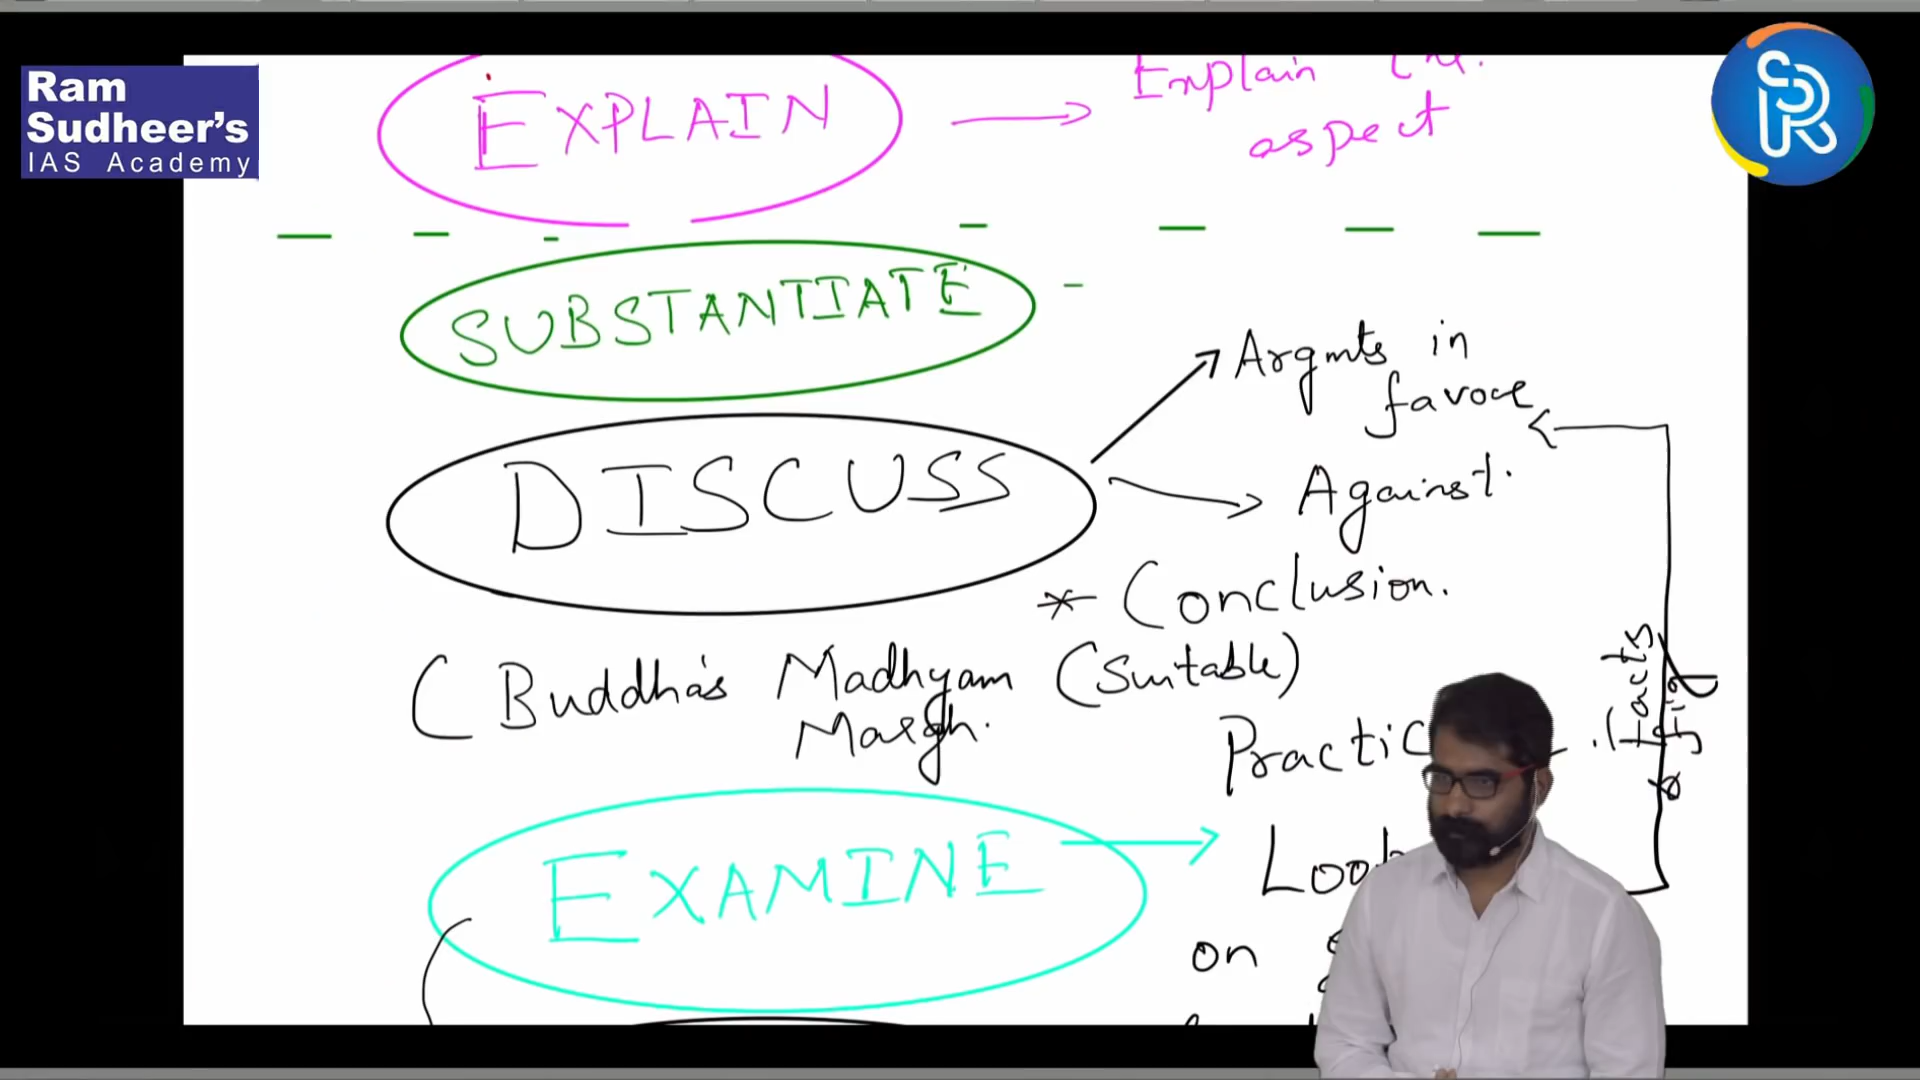 Ram
Sudheer's
IAS Academy
EXPLAIN
Explain
aspect
SUBSTANTIATE
Argmts in
favour
DISCUSS
Against.
* Conclusion.
(Buddha's Madhyam (Suitable)
Margh.
Practic
facts
EXAMINE
Loo
on